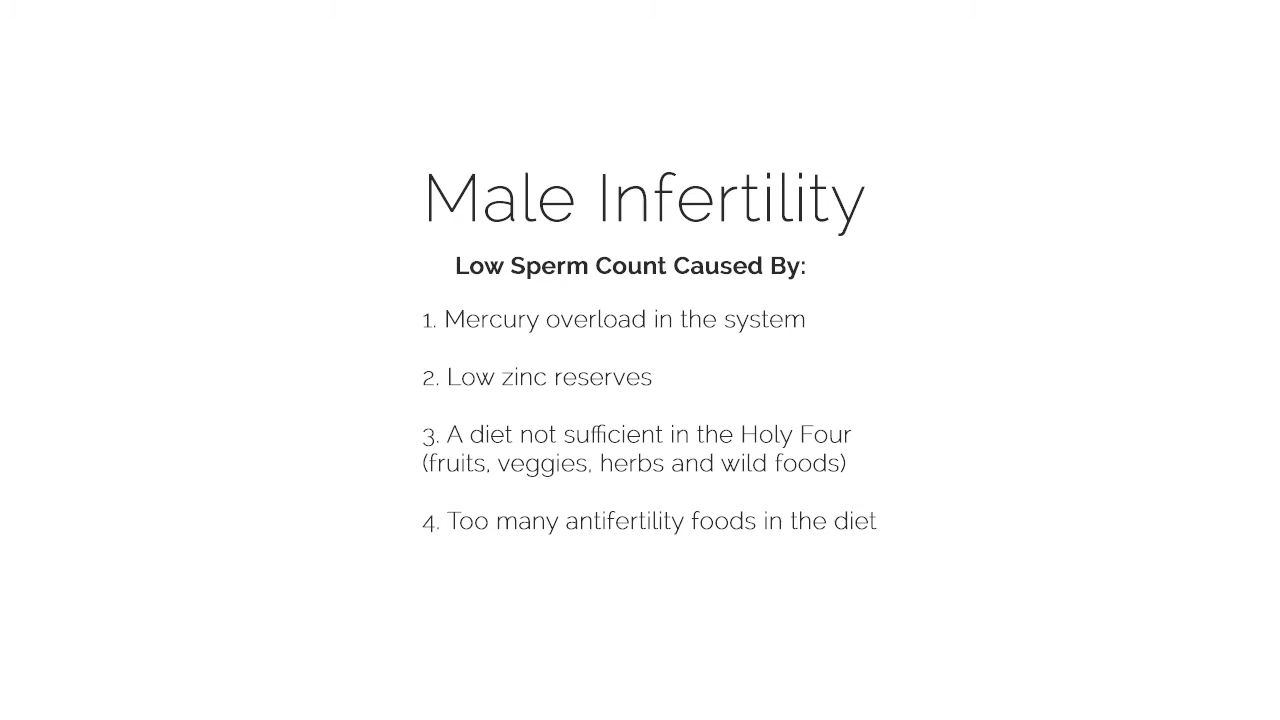 Male Infertility
Low Sperm Count Caused By:
1. Mercury overload in the system
2. Low zinc reserves
3. A diet not sufficient in the Holy Four
(fruits, veggies, herbs and wild foods)
4. Too many antifertility foods in the diet